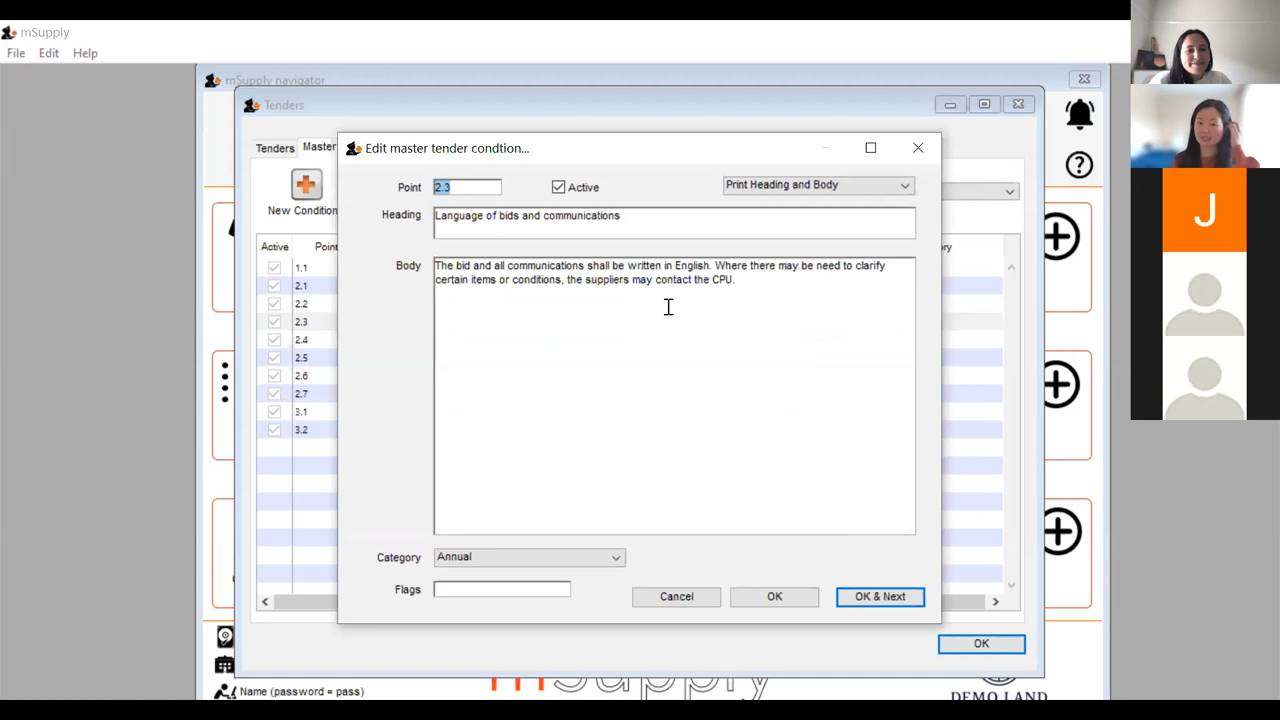 mSupply
File Edit Help
mSupply navigator
Tenders
Tenders Master
New Condition
Active Point
1.1
2.1
2.2
2.3
2.4
2.5
2.6
2.7
3.1
3.2
OK
Edit master tender condtion...
Point 2.3 Active Print Heading and Body
Heading Language of bids and communications
Body The bid and all communications shall be written in English. Where there may be need to clarify
certain items or conditions, the suppliers may contact the CPU.
Category Annual
Flags
Cancel OK OK & Next
Name (password = pass)
mSupply
DEMO LAND
J